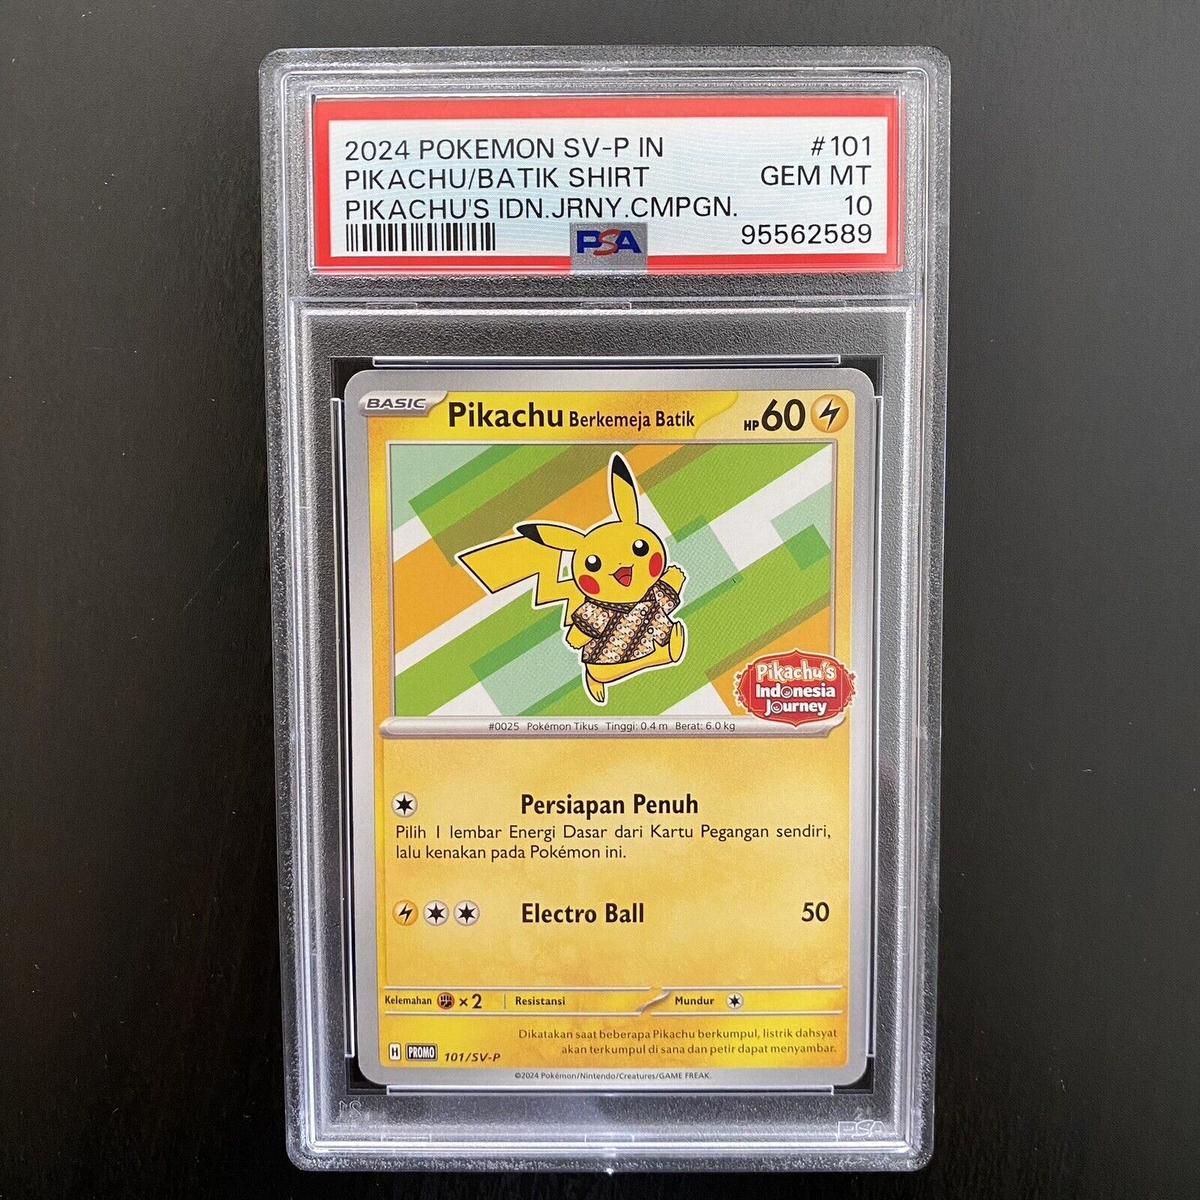 2024 POKEMON SV-P IN #101
PIKACHU/BATIK SHIRT GEM MT
PIKACHU'S IDN.JRNY.CMPGN. 10
PSA 95562589
BASIC Pikachu Berkemeja Batik HP 60
Pikachu's
Indonesia
Journey
#0025 Pokémon Tikus Tinggi: 0.4 m Berat: 6.0 kg
Persiapan Penuh
Pilih 1 lembar Energi Dasar dari Kartu Pegangan sendiri,
lalu kenakan pada Pokémon ini.
Electro Ball 50
Kelemahan ×2 Resistansi Mundur
Dikatakan saat beberapa Pikachu berkumpul, listrik dahsyat
akan terkumpul di sana dan petir dapat menyambar.
H PROMO 101/SV-P
©2024 Pokémon/Nintendo/Creatures/GAME FREAK.
PSA